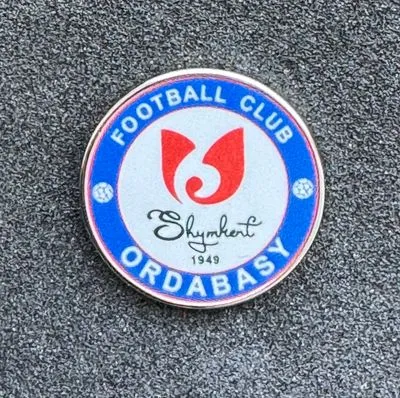 FOOTBALL CLUB
Shymkent
1949
ORDABASY